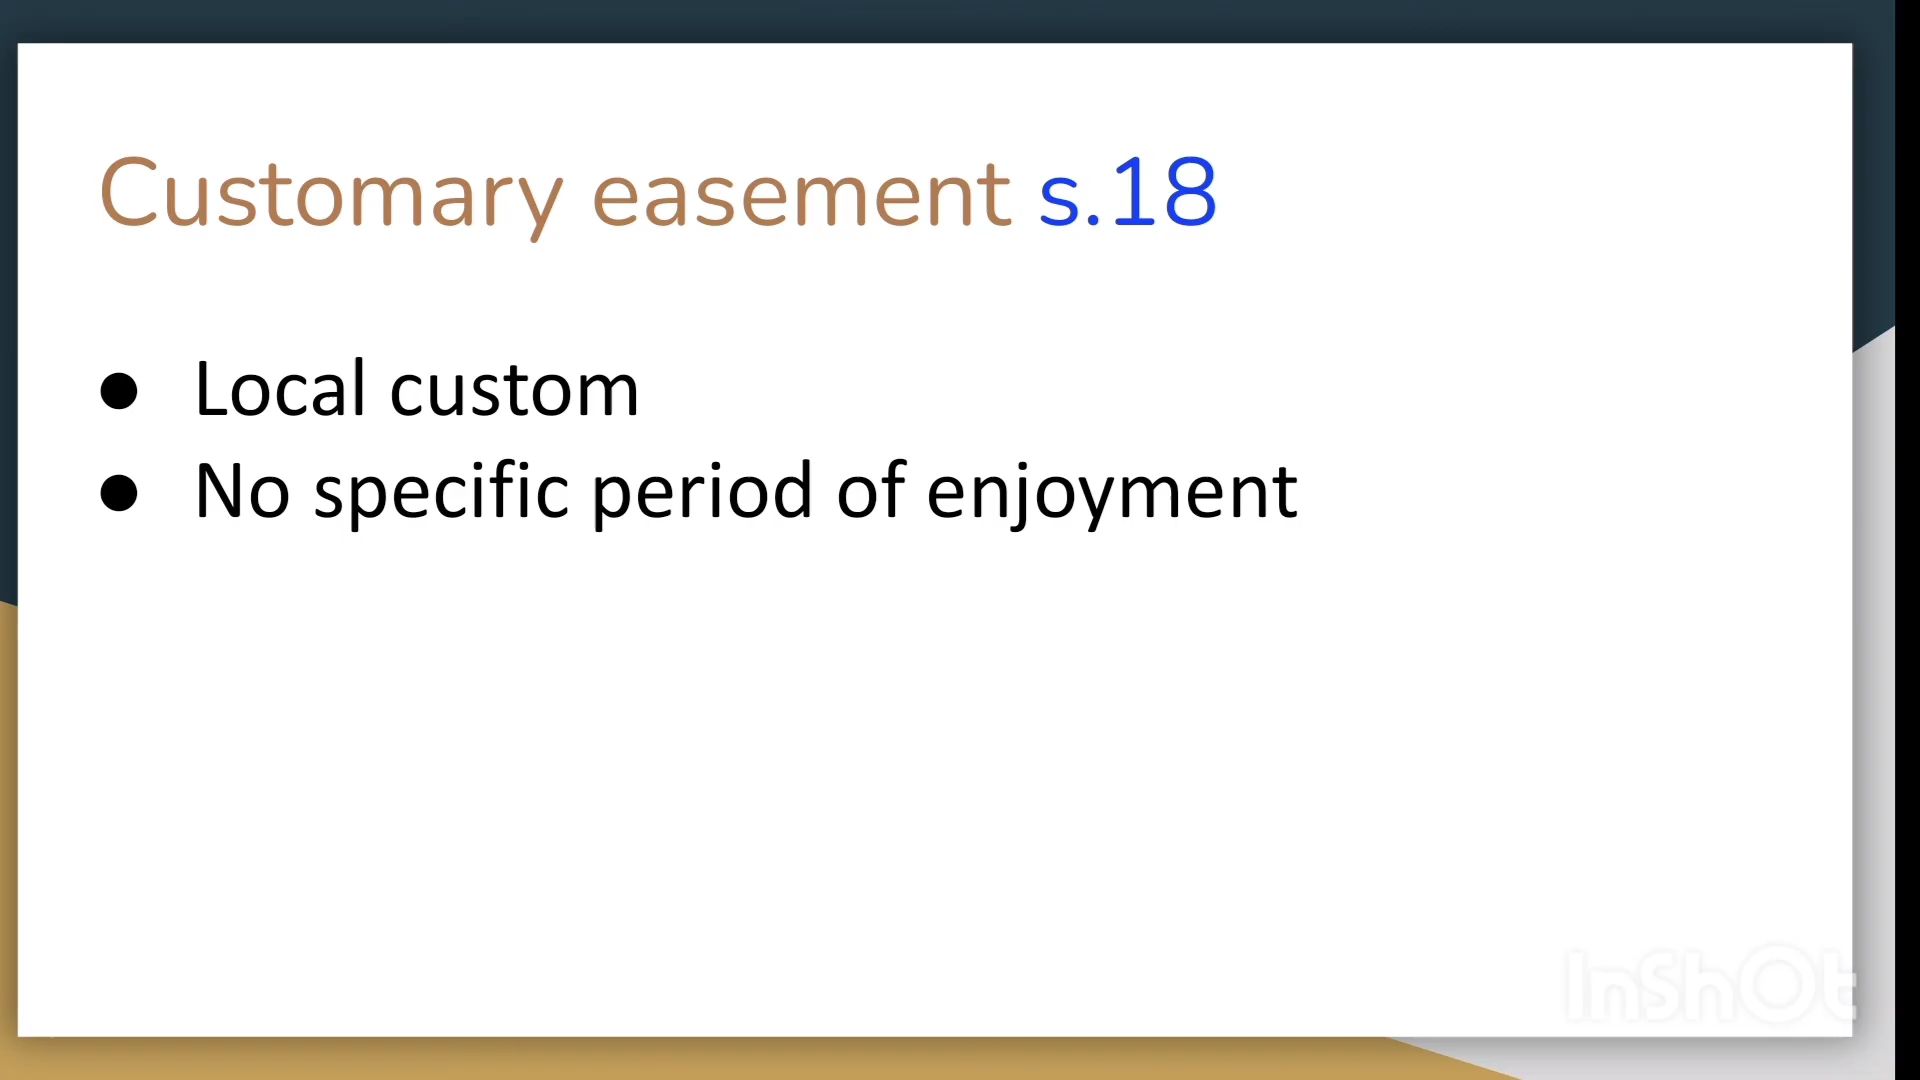 Customary easement s.18
● Local custom
● No specific period of enjoyment
InShOt